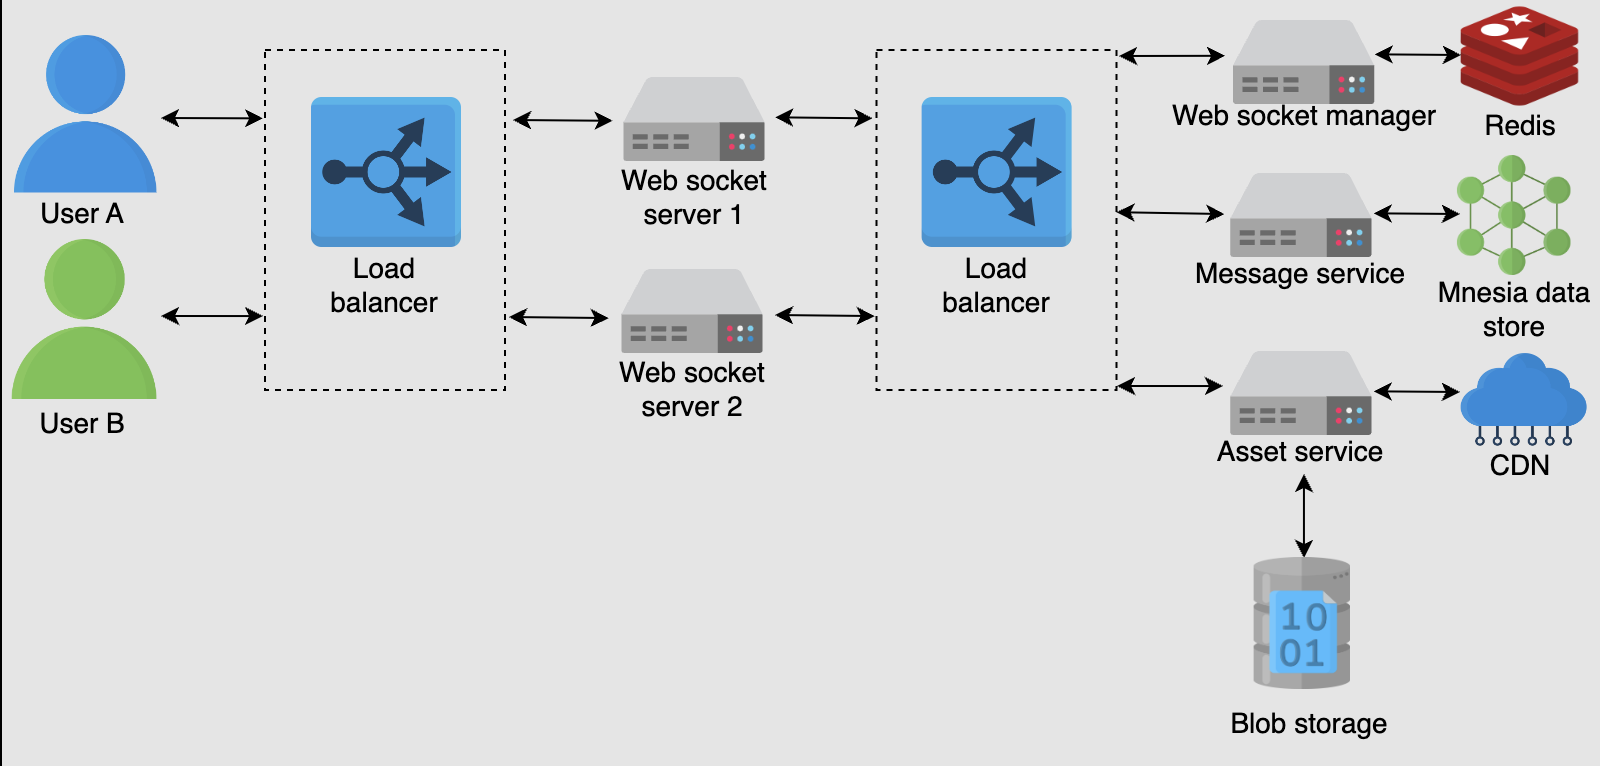 User A
User B
Load
balancer
Web socket
server 1
Web socket
server 2
Load
balancer
Web socket manager
Redis
Message service
Mnesia data
store
Asset service
CDN
10
01
Blob storage